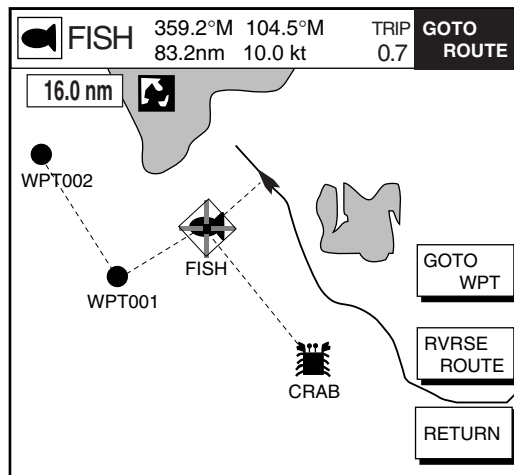 FISH
359.2°M 104.5°M
83.2nm 10.0 kt
TRIP
0.7
GOTO
ROUTE
16.0 nm
WPT002
FISH
WPT001
CRAB
GOTO
WPT
RVRSE
ROUTE
RETURN